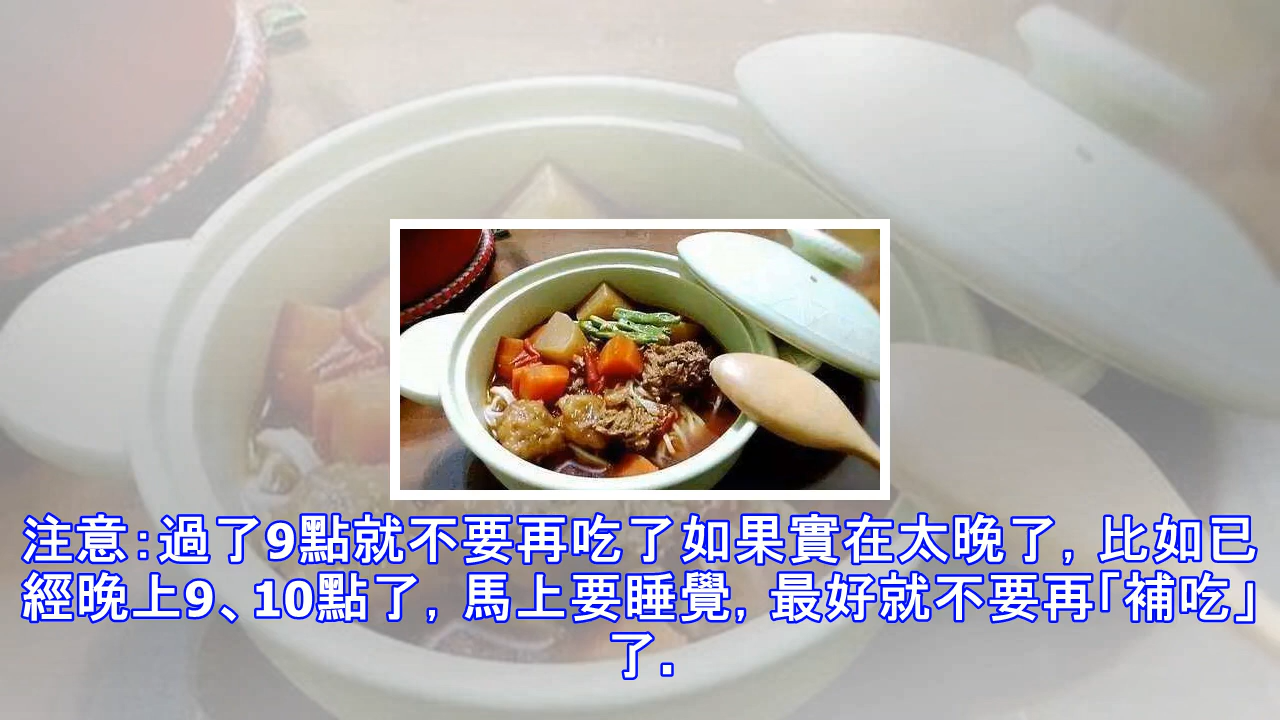 注意:過了9點就不要再吃了如果實在太晚了, 比如已
經晚上9、10點了, 馬上要睡覺, 最好就不要再「補吃」
了.